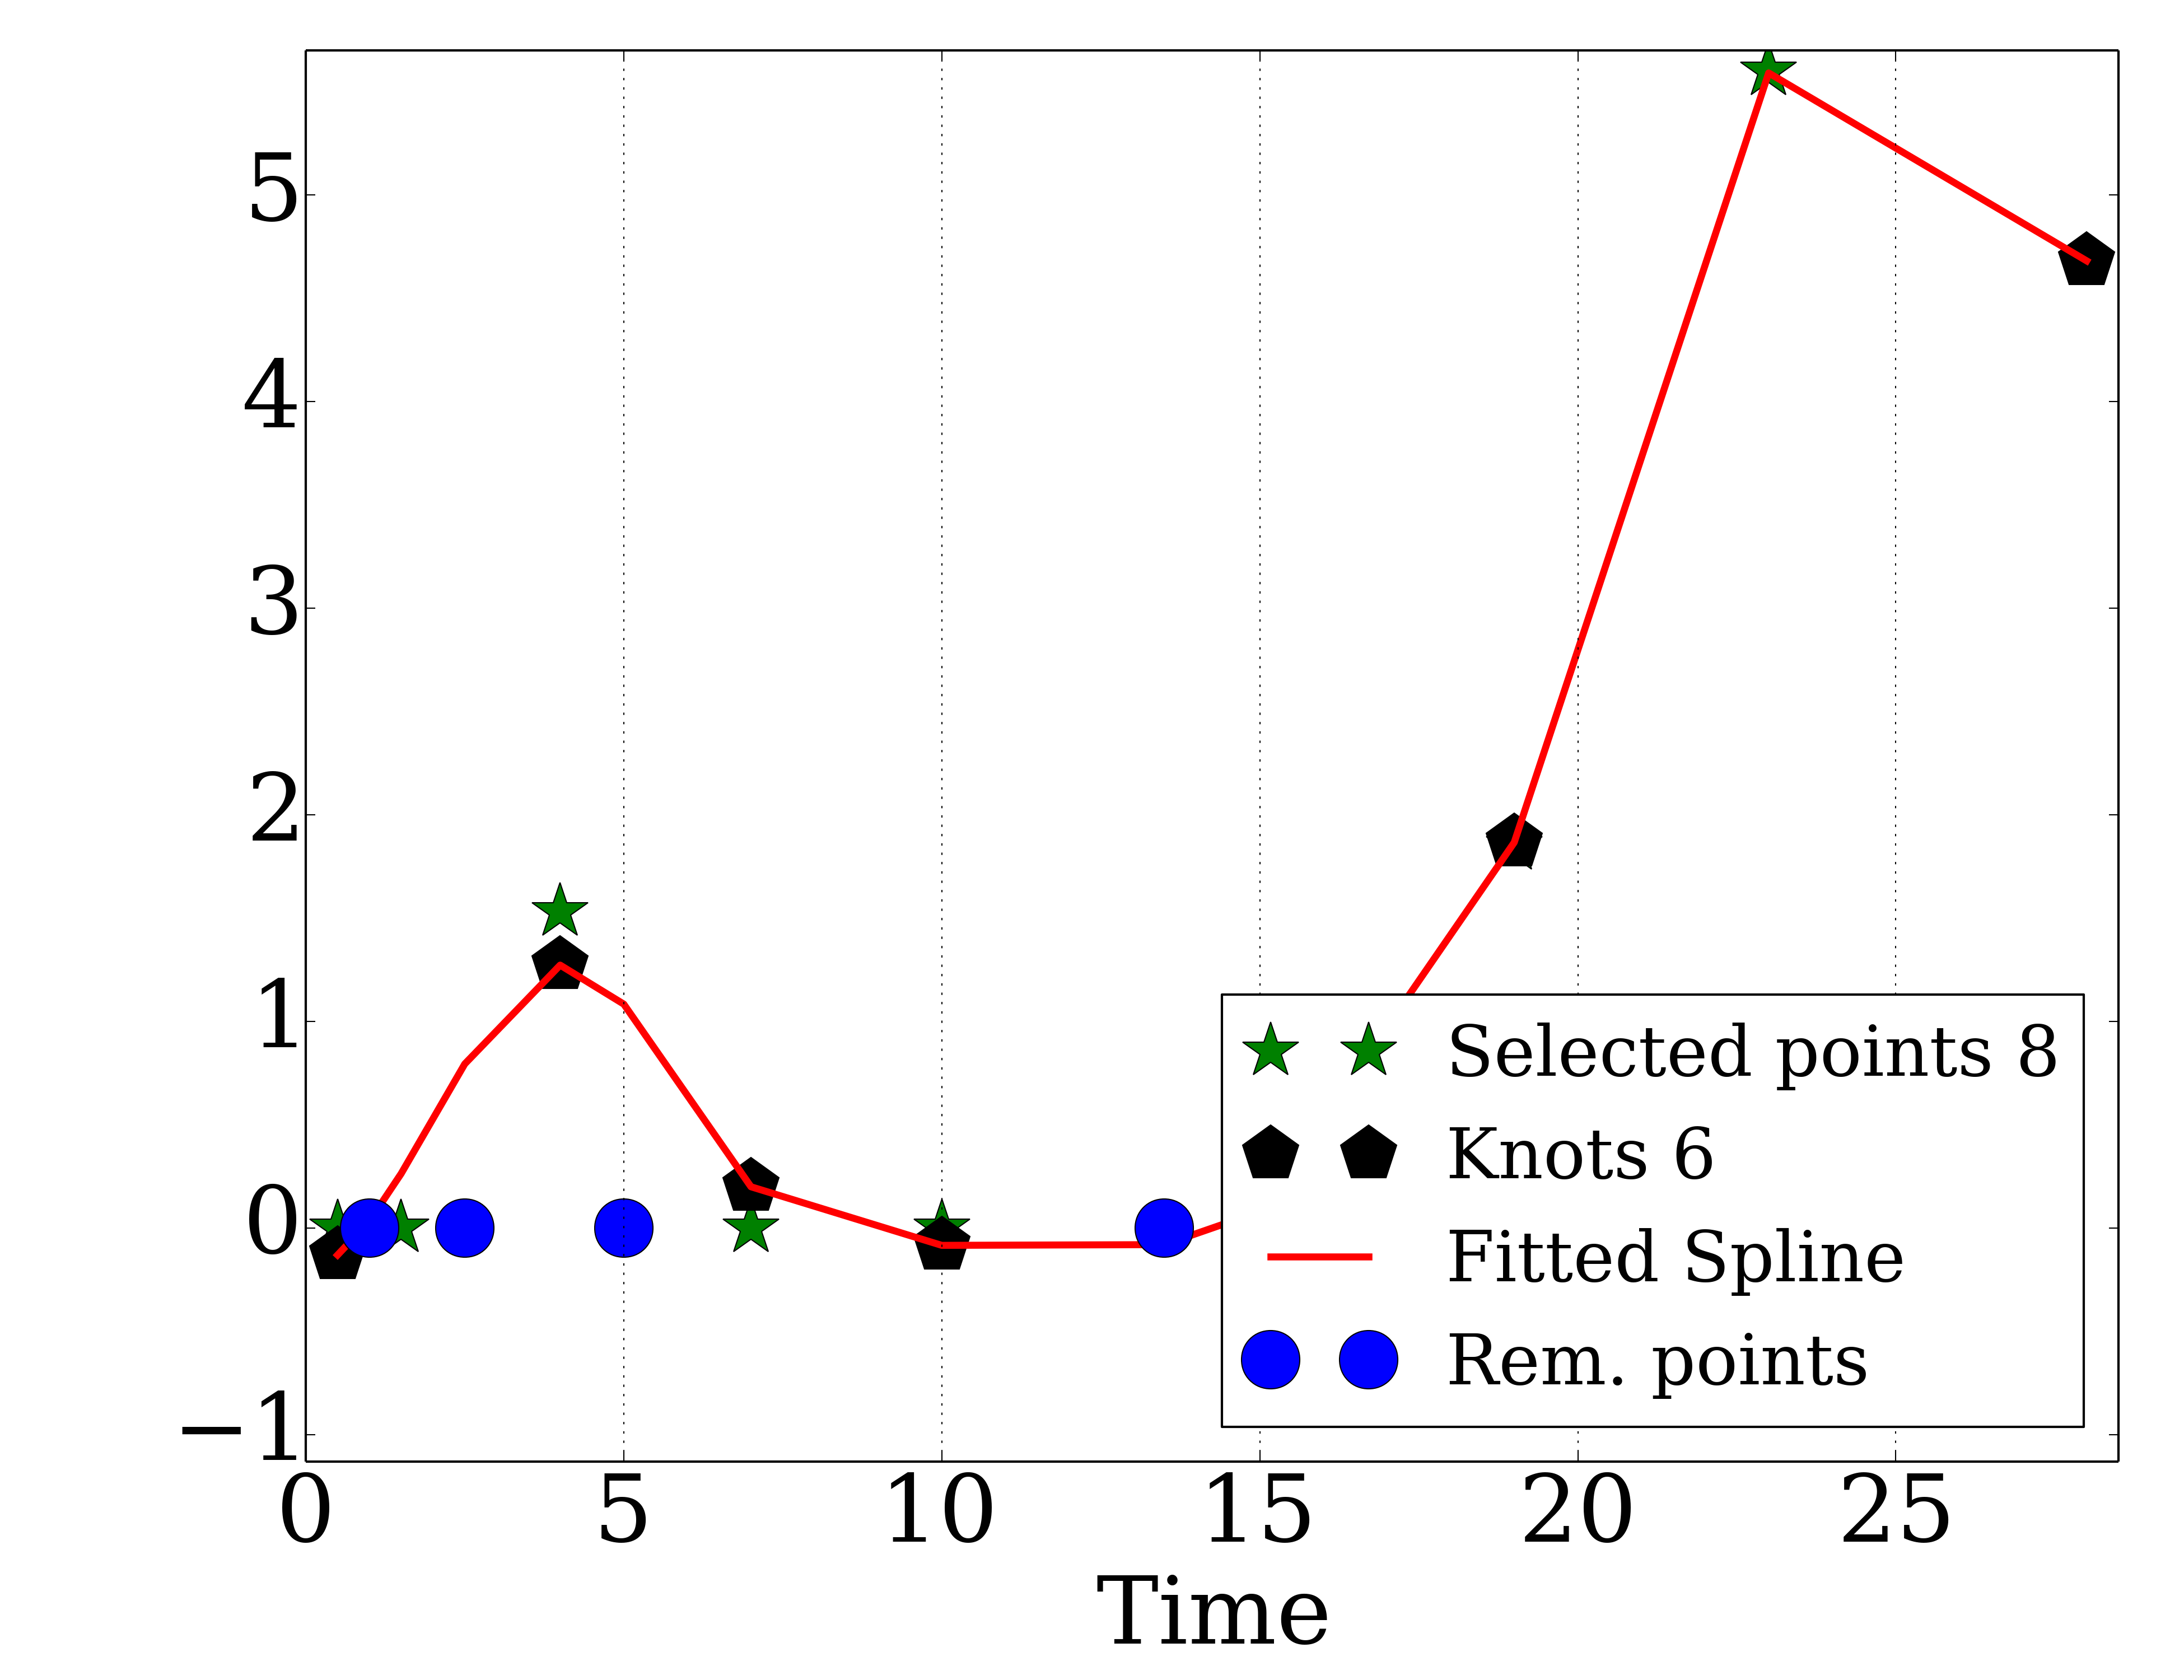 5
4
3
2
1
0
−1
0 5 10 15 20 25
Time
Selected points 8
Knots 6
Fitted Spline
Rem. points